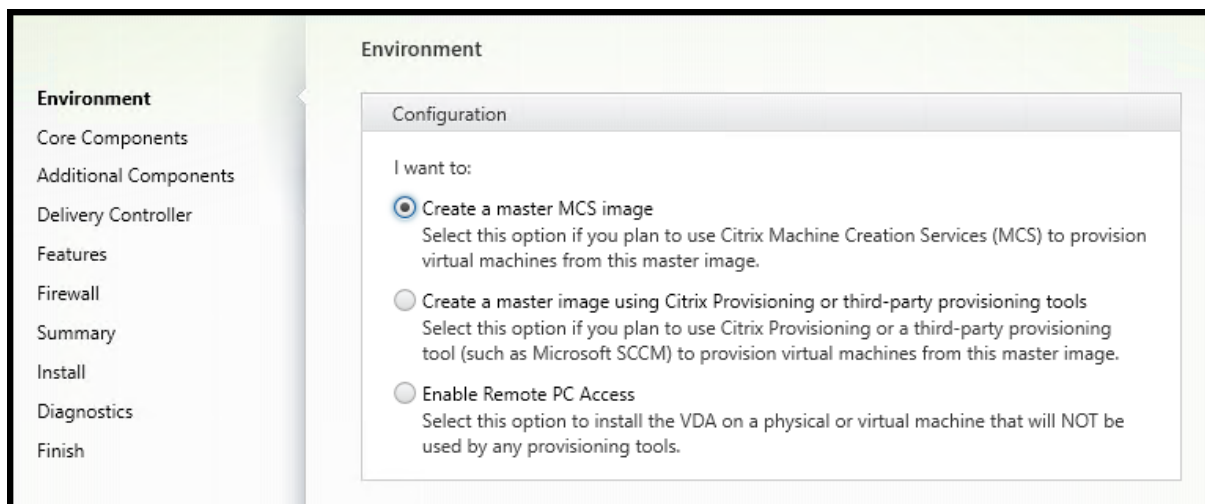 Environment
Core Components
Additional Components
Delivery Controller
Features
Firewall
Summary
Install
Diagnostics
Finish
Environment
Configuration
I want to:
Create a master MCS image
Select this option if you plan to use Citrix Machine Creation Services (MCS) to provision
virtual machines from this master image.
Create a master image using Citrix Provisioning or third-party provisioning tools
Select this option if you plan to use Citrix Provisioning or a third-party provisioning
tool (such as Microsoft SCCM) to provision virtual machines from this master image.
Enable Remote PC Access
Select this option to install the VDA on a physical or virtual machine that will NOT be
used by any provisioning tools.